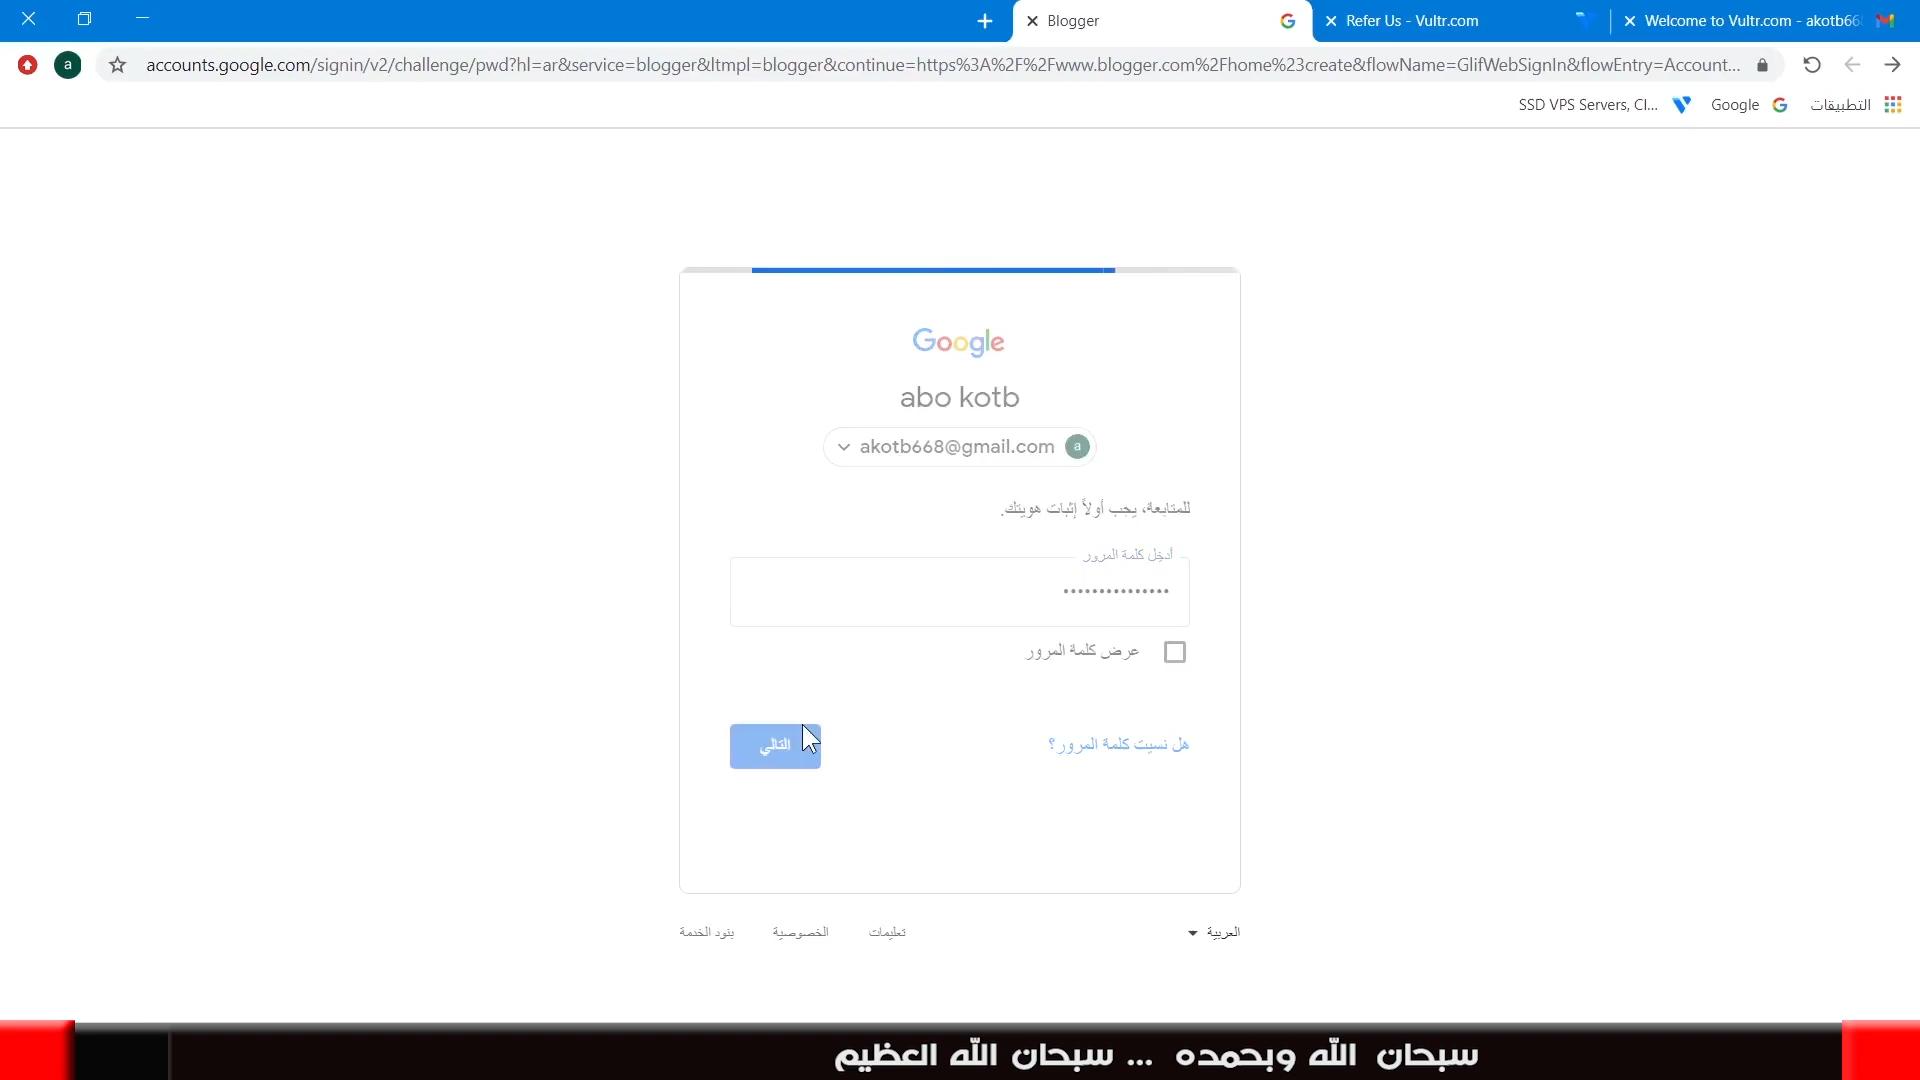 Blogger
Refer Us - Vultr.com
Welcome to Vultr.com - akotb66
a
accounts.google.com/signin/v2/challenge/pwd?hl=ar&service=blogger&ltmpl=blogger&continue=https%3A%2F%2Fwww.blogger.com%2Fhome%23create&flowName=GlifWebSignIn&flowEntry=Account...
SSD VPS Servers, Cl...
Google
التطبيقات
Google
abo kotb
akotb668@gmail.com
a
للمتابعة، يجب أولاً إثبات هويتك.
أدخِل كلمة المرور
عرض كلمة المرور
هل نسيت كلمة المرور؟
التالي
العربية
تعليمات
الخصوصية
بنود الخدمة
سبحان الله وبحمده ... سبحان الله العظيم